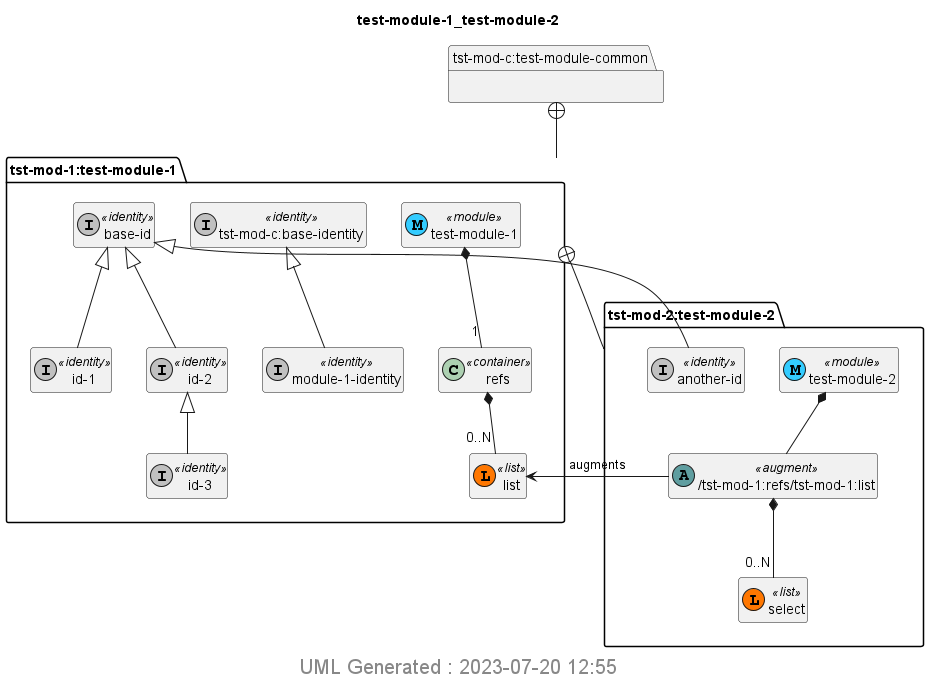 test-module-1_test-module-2
tst-mod-c:test-module-common
tst-mod-1:test-module-1
I «identity»
base-id
I «identity»
tst-mod-c:base-identity
M «module»
test-module-1
tst-mod-2:test-module-2
1
I «identity»
id-1
I «identity»
id-2
I «identity»
module-1-identity
C «container»
refs
I «identity»
another-id
M «module»
test-module-2
0..N
I «identity»
id-3
L «list»
list
augments
A «augment»
/tst-mod-1:refs/tst-mod-1:list
0..N
L «list»
select
UML Generated : 2023-07-20 12:55